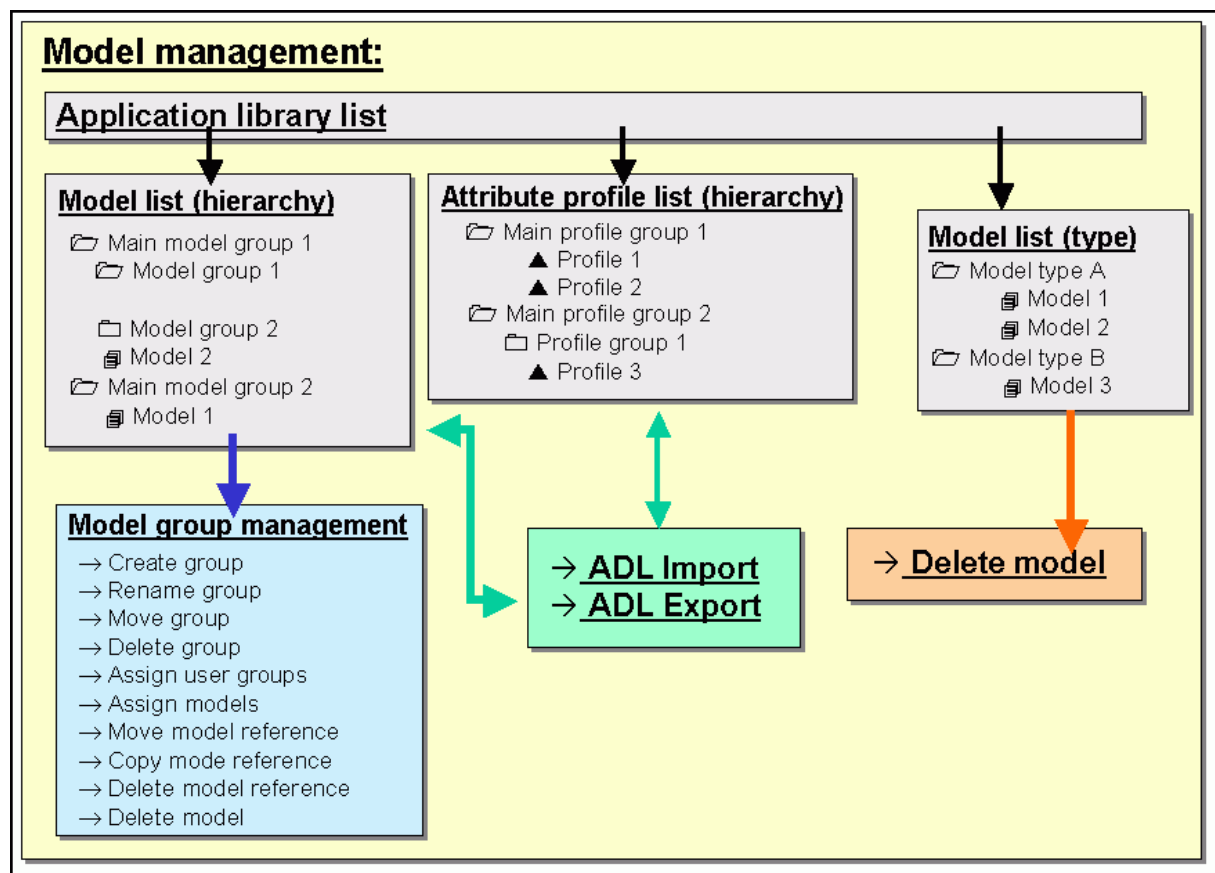 Model management:
Application library list
Model list (hierarchy)
Main model group 1
Model group 1
Model group 2
Model 2
Main model group 2
Model 1
Attribute profile list (hierarchy)
Main profile group 1
Profile 1
Profile 2
Main profile group 2
Profile group 1
Profile 3
Model list (type)
Model type A
Model 1
Model 2
Model type B
Model 3
Model group management
→ Create group
→ Rename group
→ Move group
→ Delete group
→ Assign user groups
→ Assign models
→ Move model reference
→ Copy mode reference
→ Delete model reference
→ Delete model
→ ADL Import
→ ADL Export
→ Delete model